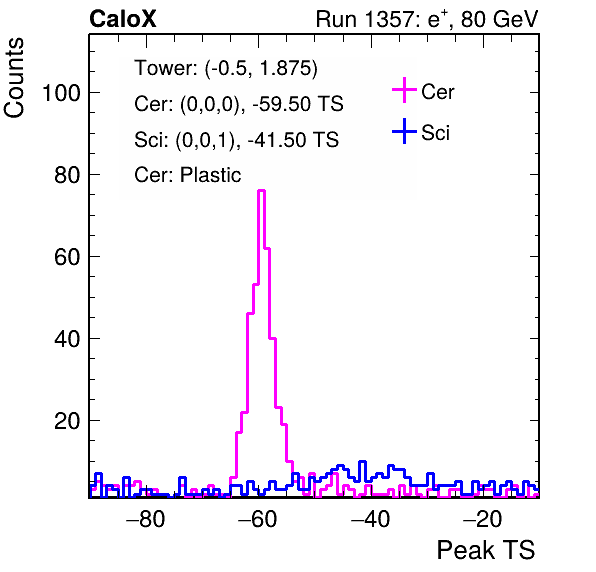 CaloX Run 1357: e⁺, 80 GeV
Counts
Tower: (-0.5, 1.875)
Cer: (0,0,0), -59.50 TS
Sci: (0,0,1), -41.50 TS
Cer: Plastic
Cer
Sci
100
80
60
40
20
−80 −60 −40 −20
Peak TS